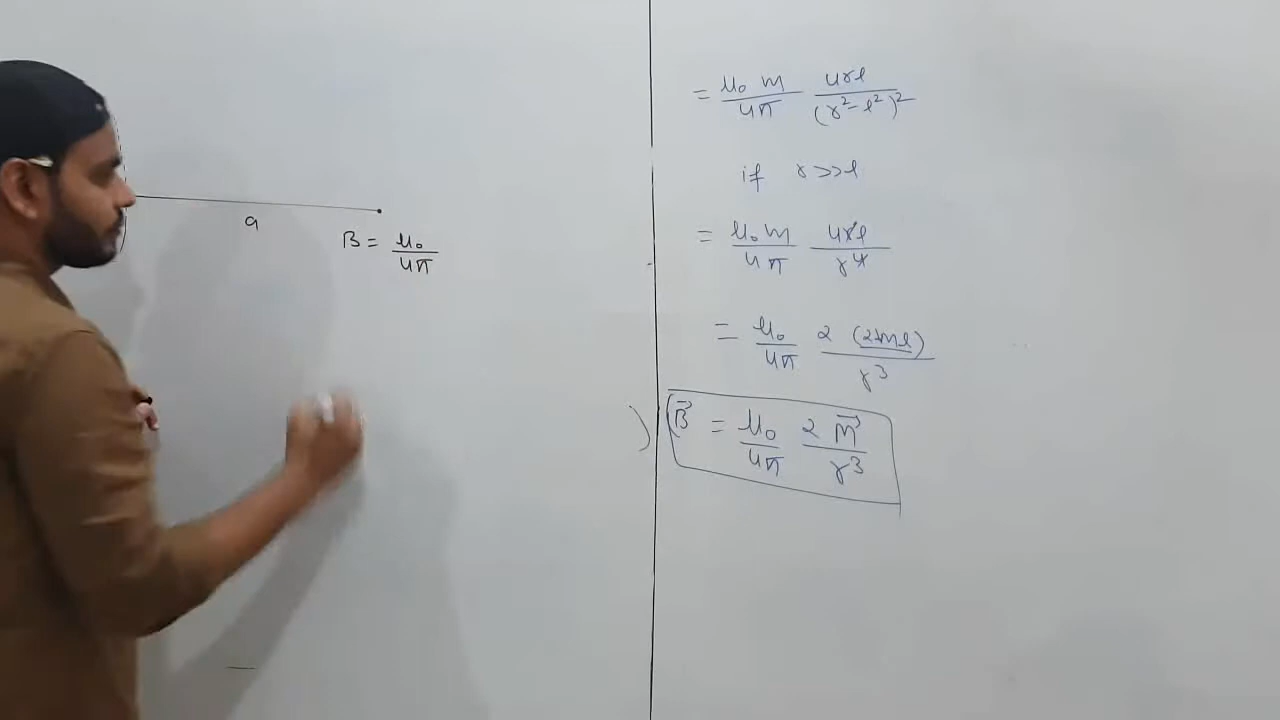 a
B = μ₀/4π
= μ₀ m/4π 4rl/(r² - l²)²
if r >> l
= μ₀ m/4π 4rl/r⁴
= μ₀/4π 2 (2ml)/r³
B⃗ = μ₀/4π 2 M⃗/r³